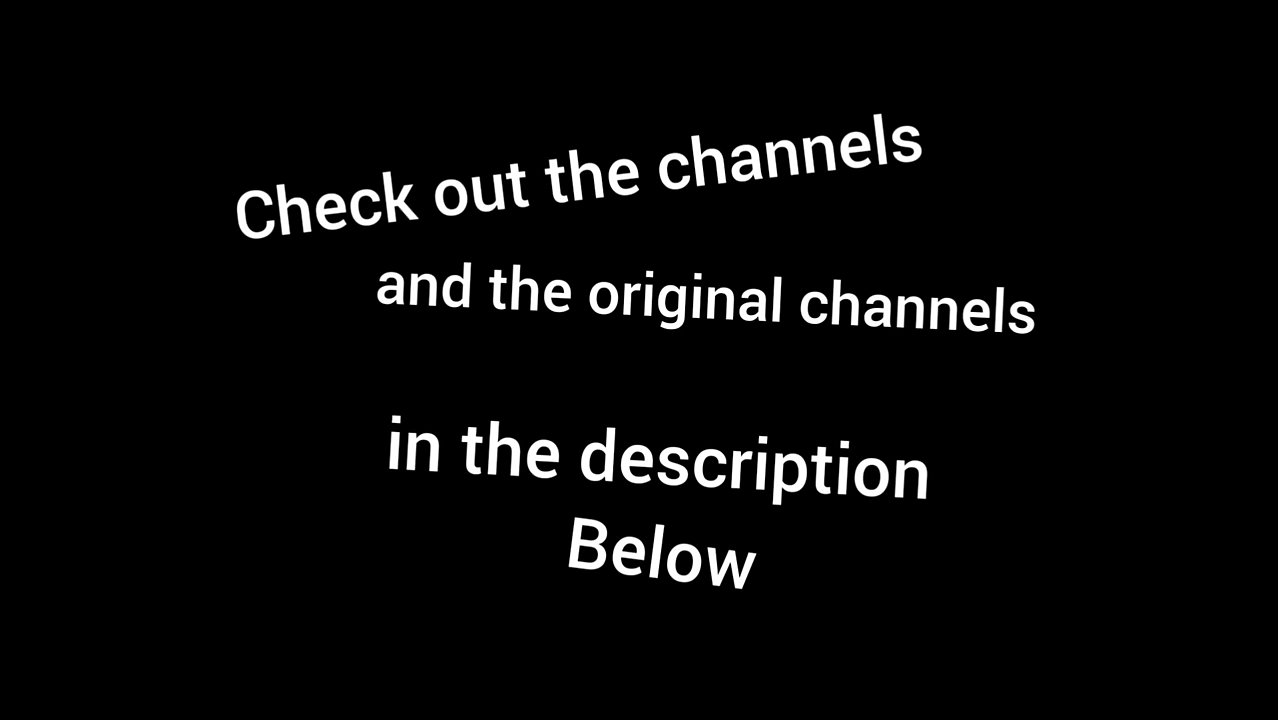 Check out the channels
and the original channels
in the description
Below